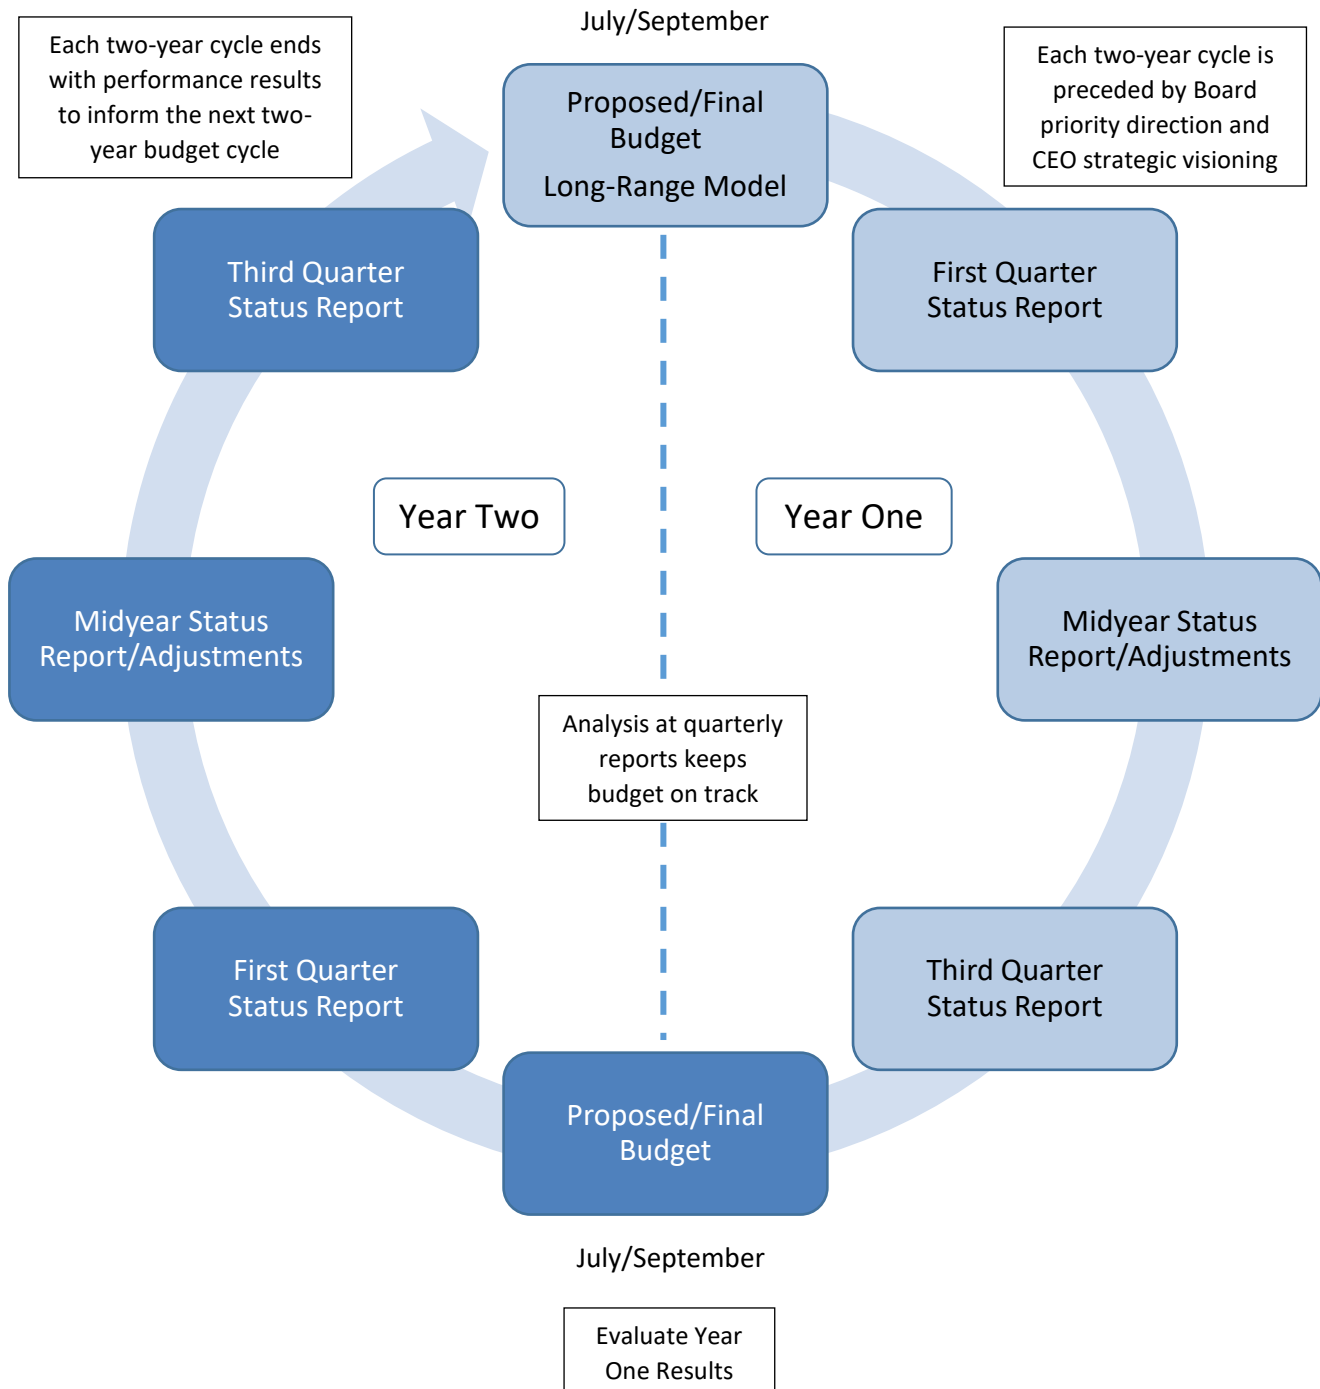 July/September
Each two-year cycle ends
with performance results
to inform the next two-
year budget cycle
Proposed/Final
Budget
Long-Range Model
Each two-year cycle is
preceded by Board
priority direction and
CEO strategic visioning
Third Quarter
Status Report
First Quarter
Status Report
Year Two
Year One
Midyear Status
Report/Adjustments
Midyear Status
Report/Adjustments
Analysis at quarterly
reports keeps
budget on track
First Quarter
Status Report
Third Quarter
Status Report
Proposed/Final
Budget
July/September
Evaluate Year
One Results